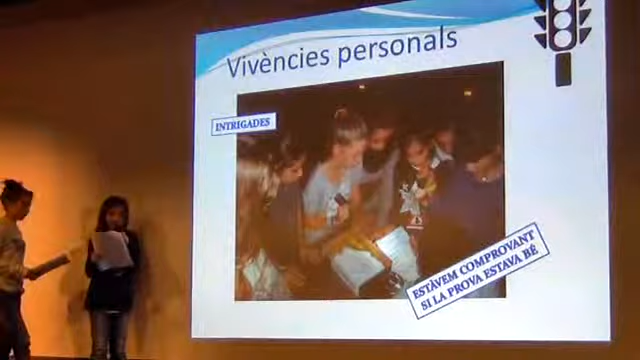 Vivències personals
INTRIGADES
ESTÀVEM COMPROVANT
SI LA PROVA ESTAVA BÉ